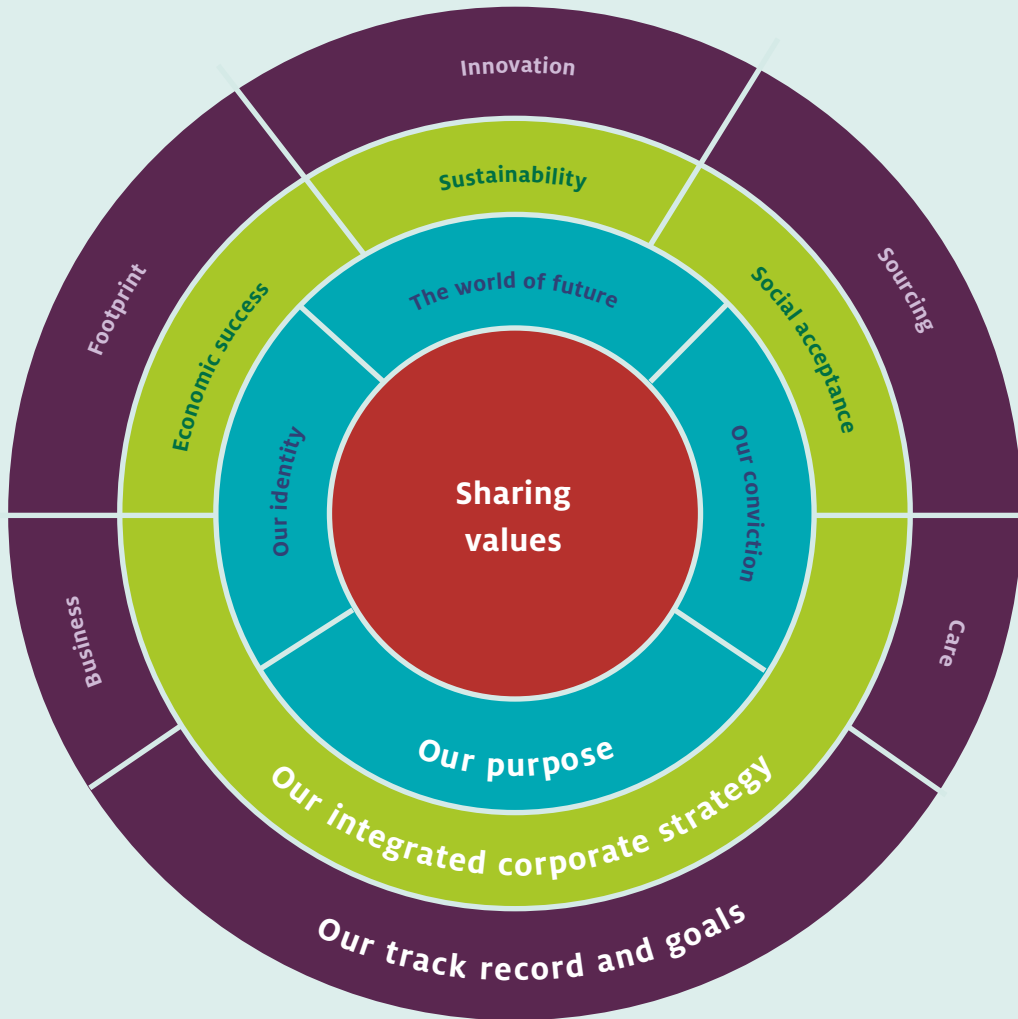 Innovation
Sustainability
The world of future
Footprint
Economic success
Our identity
Sharing
values
Our conviction
Social acceptance
Sourcing
Business
Care
Our purpose
Our integrated corporate strategy
Our track record and goals